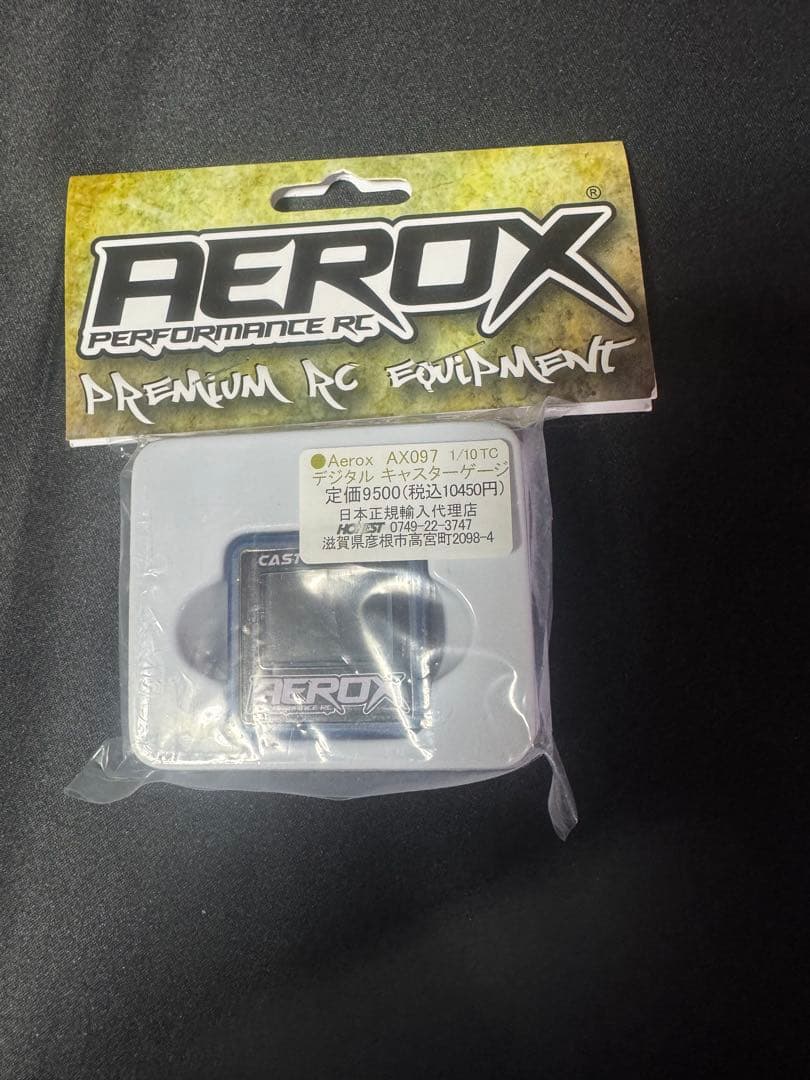 ®
AEROX
PERFORMANCE RC
PREMIUM RC EQUIPMENT
●Aerox AX097 1/10TC
デジタル キャスターゲージ
定価9500(税込10450円)
日本正規輸入代理店
HONEST 0749-22-3747
滋賀県彦根市高宮町2098-4
CAST
AEROX
PERFORMANCE RC